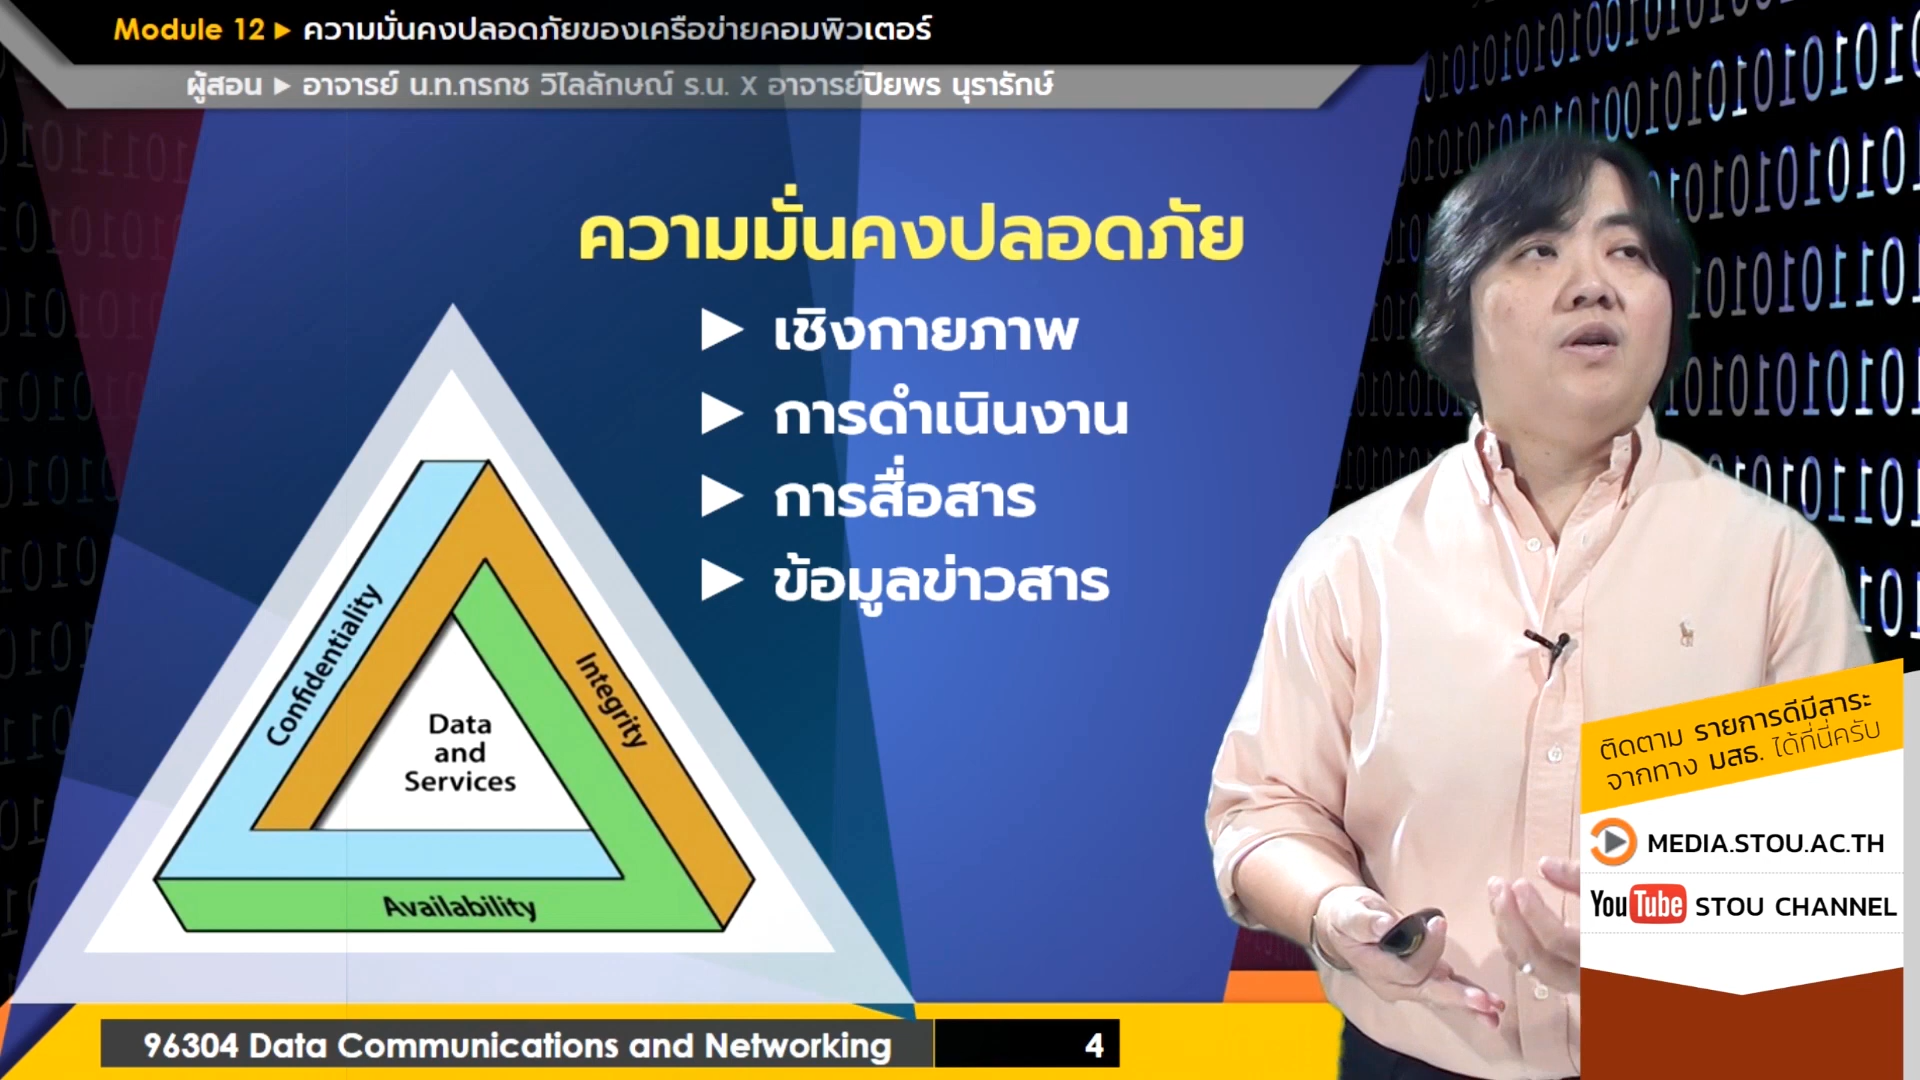 Module 12 ► ความมั่นคงปลอดภัยของเครือข่ายคอมพิวเตอร์
ผู้สอน ► อาจารย์ น.ท.กรกช วิไลลักษณ์ ร.น. X อาจารย์ปิยพร นุรารักษ์
ความมั่นคงปลอดภัย
► เชิงกายภาพ
► การดำเนินงาน
► การสื่อสาร
► ข้อมูลข่าวสาร
Confidentiality
Integrity
Data
and
Services
Availability
ติดตาม รายการดีมีสาระ
จากทาง มสธ. ได้ที่นี่ครับ
MEDIA.STOU.AC.TH
YouTube STOU CHANNEL
96304 Data Communications and Networking
4